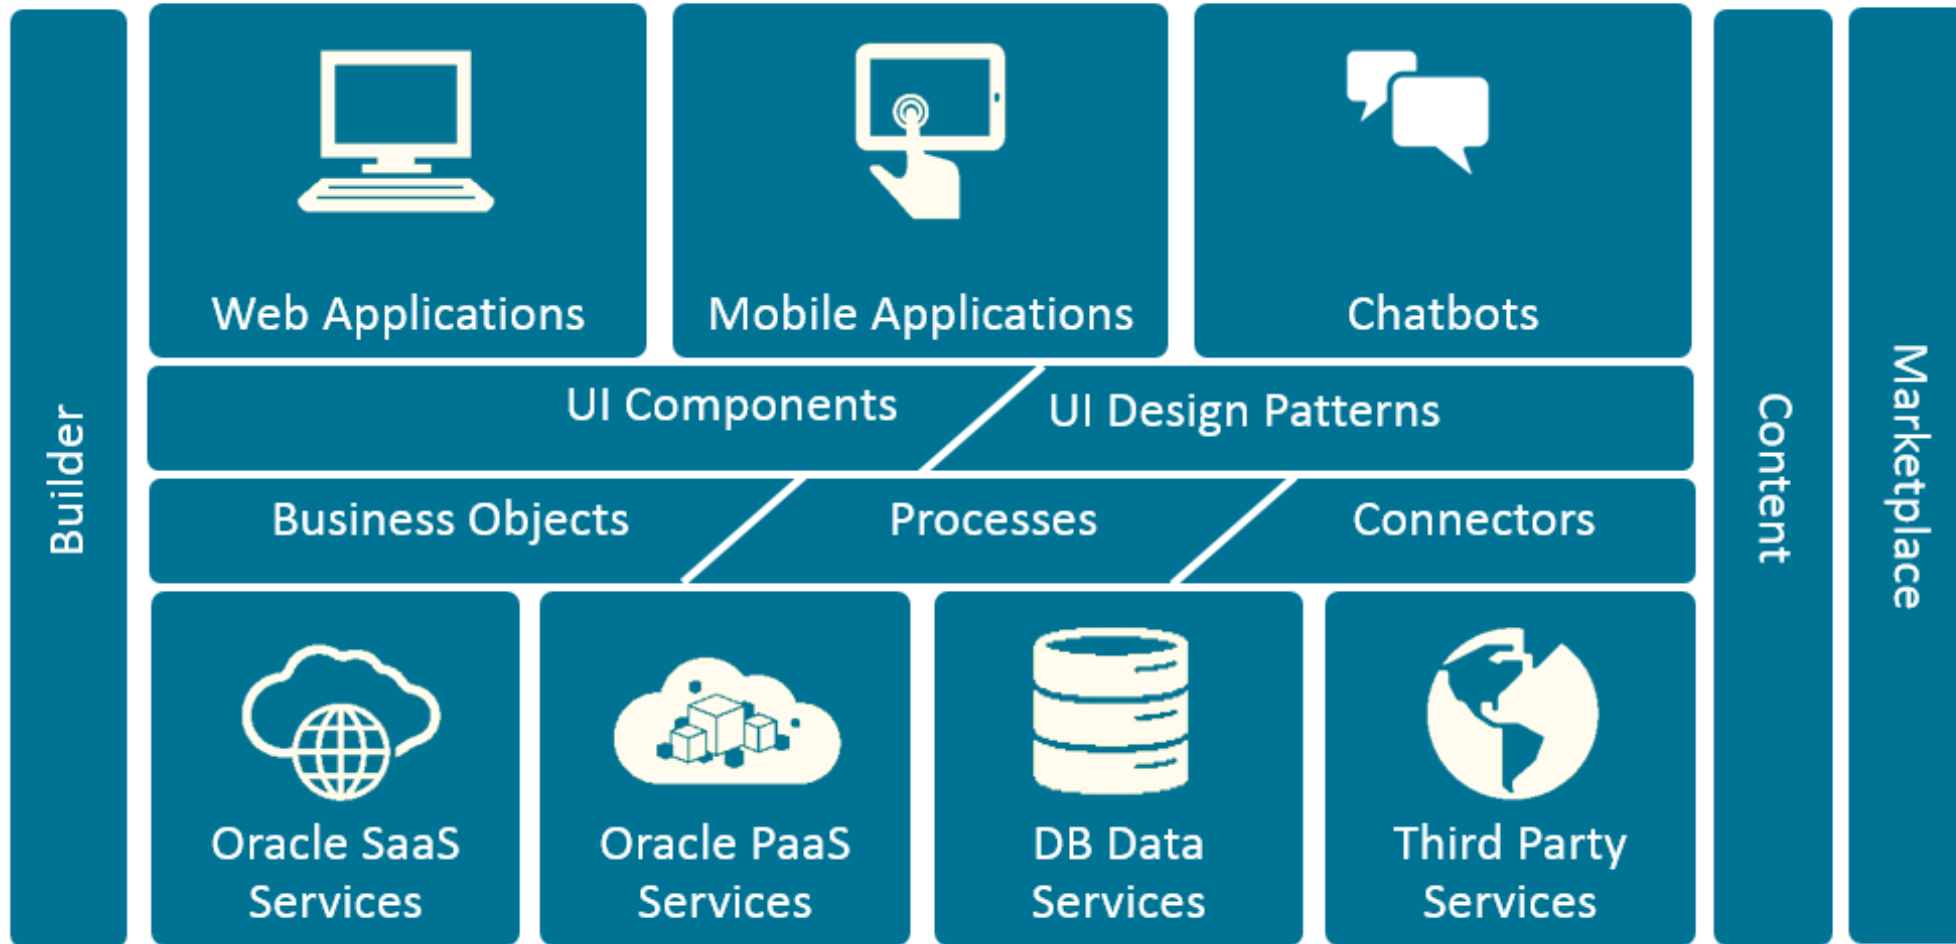 Builder
Web Applications
Mobile Applications
Chatbots
UI Components
UI Design Patterns
Business Objects
Processes
Connectors
Oracle SaaS
Services
Oracle PaaS
Services
DB Data
Services
Third Party
Services
Content
Marketplace